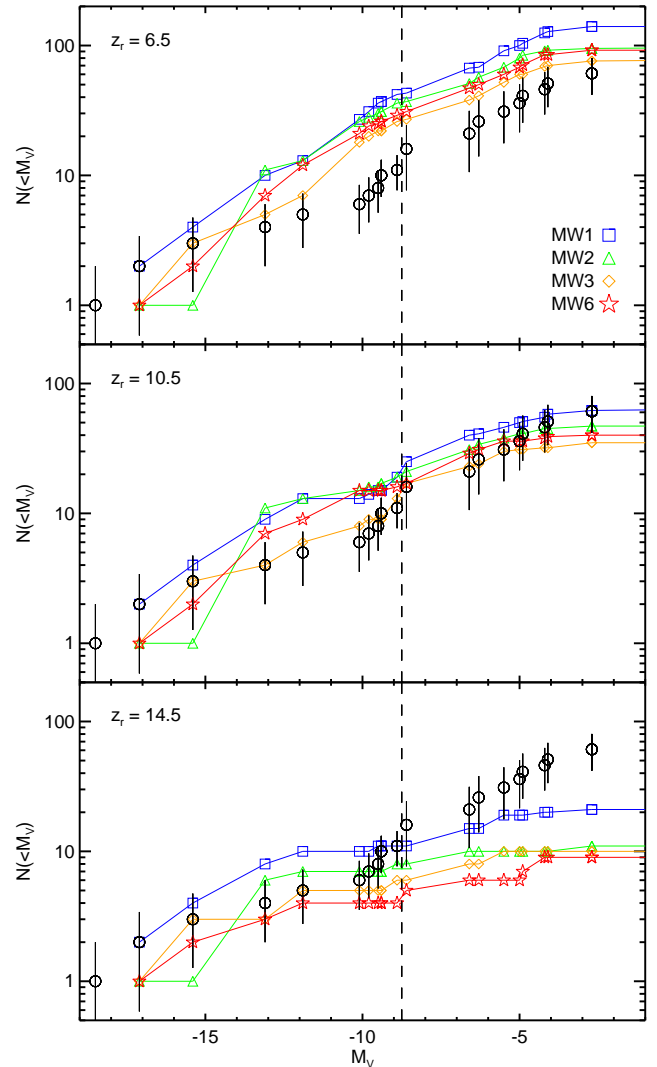 z_r = 6.5
100
10
1
N(<M_V)
MW1
MW2
MW3
MW6
z_r = 10.5
100
10
1
N(<M_V)
z_r = 14.5
100
10
1
N(<M_V)
-15
-10
-5
M_V